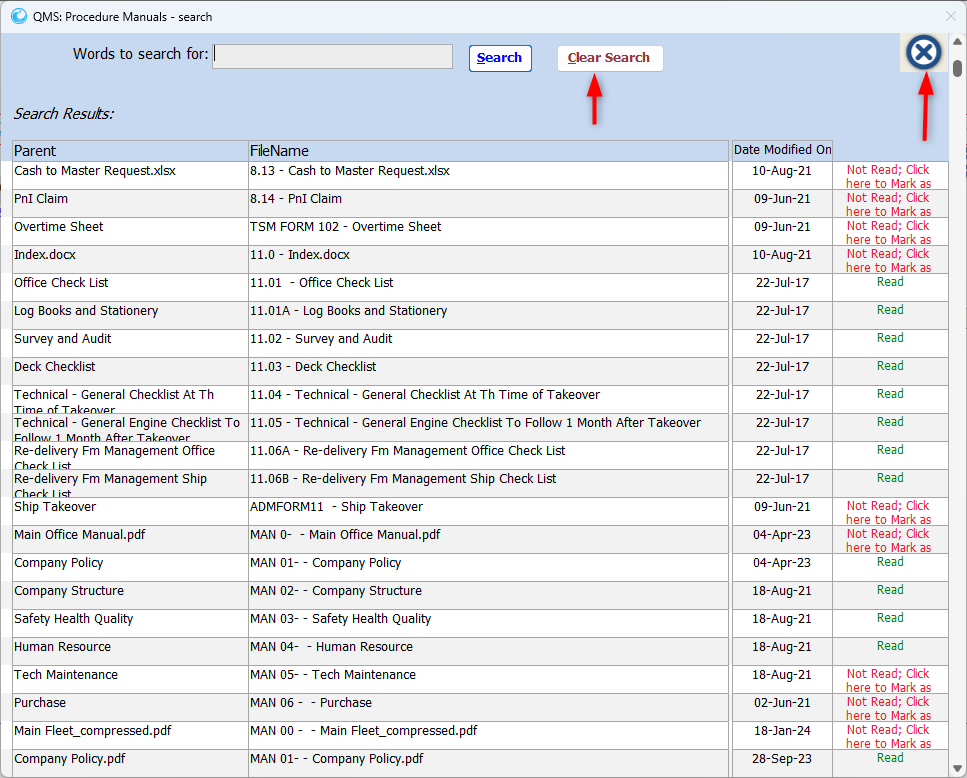 QMS: Procedure Manuals - search
Words to search for: Search Clear Search
Search Results:
Parent FileName Date Modified On
Cash to Master Request.xlsx 8.13 - Cash to Master Request.xlsx 10-Aug-21 Not Read; Click
here to Mark as
PnI Claim 8.14 - PnI Claim 09-Jun-21 Not Read; Click
here to Mark as
Overtime Sheet TSM FORM 102 - Overtime Sheet 09-Jun-21 Not Read; Click
here to Mark as
Index.docx 11.0 - Index.docx 10-Aug-21 Not Read; Click
here to Mark as
Office Check List 11.01  - Office Check List 22-Jul-17 Read
Log Books and Stationery 11.01A - Log Books and Stationery 22-Jul-17 Read
Survey and Audit 11.02 - Survey and Audit 22-Jul-17 Read
Deck Checklist 11.03 - Deck Checklist 22-Jul-17 Read
Technical - General Checklist At Th 11.04 - Technical - General Checklist At Th Time of Takeover 22-Jul-17 Read
Time of Takeover
Technical - General Engine Checklist To 11.05 - Technical - General Engine Checklist To Follow 1 Month After Takeover 22-Jul-17 Read
Follow 1 Month After Takeover
Re-delivery Fm Management Office 11.06A - Re-delivery Fm Management Office Check List 22-Jul-17 Read
Check List
Re-delivery Fm Management Ship 11.06B - Re-delivery Fm Management Ship Check List 22-Jul-17 Read
Check List
Ship Takeover ADMFORM11  - Ship Takeover 09-Jun-21 Not Read; Click
here to Mark as
Main Office Manual.pdf MAN 0-  - Main Office Manual.pdf 04-Apr-23 Not Read; Click
here to Mark as
Company Policy MAN 01- - Company Policy 04-Apr-23 Read
Company Structure MAN 02- - Company Structure 18-Aug-21 Read
Safety Health Quality MAN 03- - Safety Health Quality 18-Aug-21 Read
Human Resource MAN 04-  - Human Resource 18-Aug-21 Read
Tech Maintenance MAN 05- - Tech Maintenance 18-Aug-21 Not Read; Click
here to Mark as
Purchase MAN 06 -  - Purchase 02-Jun-21 Not Read; Click
here to Mark as
Main Fleet_compressed.pdf MAN 00 -  - Main Fleet_compressed.pdf 18-Jan-24 Not Read; Click
here to Mark as
Company Policy.pdf MAN 01- - Company Policy.pdf 28-Sep-23 Read